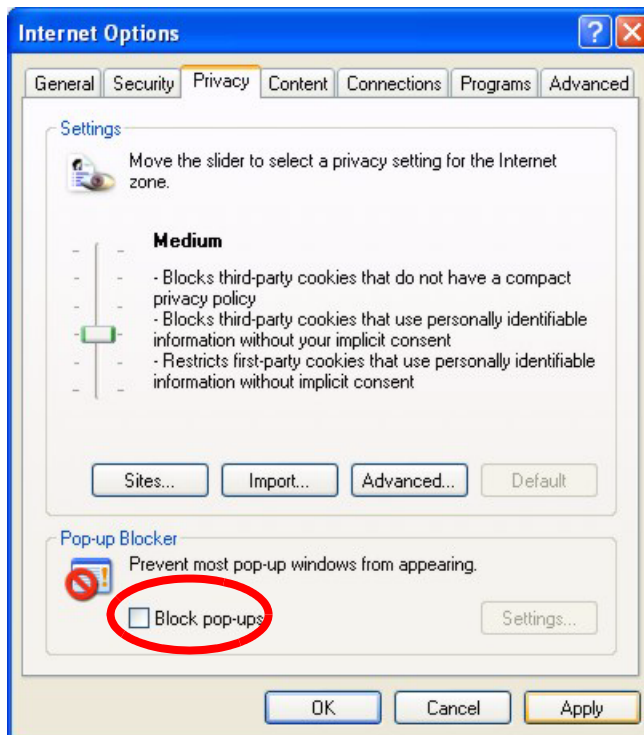 Internet Options
General Security Privacy Content Connections Programs Advanced
Settings
Move the slider to select a privacy setting for the Internet
zone.
Medium
- Blocks third-party cookies that do not have a compact
privacy policy
- Blocks third-party cookies that use personally identifiable
information without your implicit consent
- Restricts first-party cookies that use personally identifiable
information without implicit consent
Sites... Import... Advanced... Default
Pop-up Blocker
Prevent most pop-up windows from appearing.
Block pop-ups Settings...
OK Cancel Apply